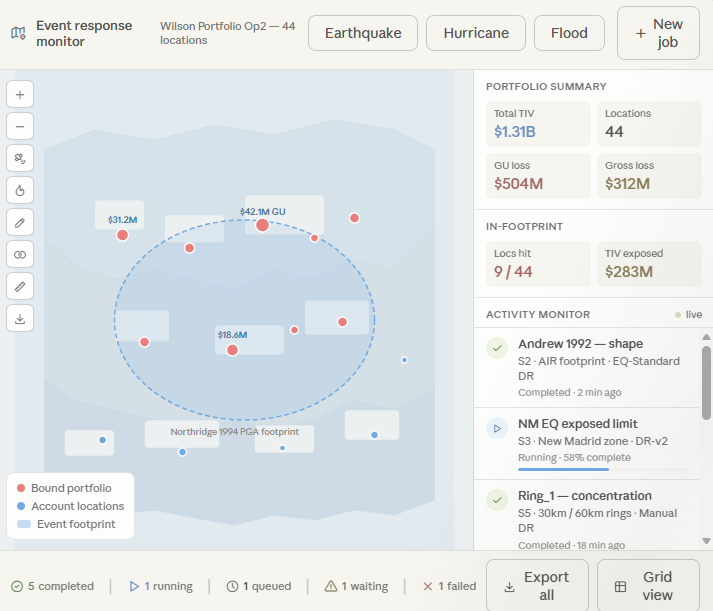 Event response monitor
Wilson Portfolio Op2 — 44 locations
Earthquake
Hurricane
Flood
+ New job
$31.2M
$42.1M GU
$18.6M
Northridge 1994 PGA footprint
Bound portfolio
Account locations
Event footprint
PORTFOLIO SUMMARY
Total TIV
$1.31B
Locations
44
GU loss
$504M
Gross loss
$312M
IN-FOOTPRINT
Locs hit
9 / 44
TIV exposed
$283M
ACTIVITY MONITOR
live
Andrew 1992 — shape
S2 · AIR footprint · EQ-Standard
DR
Completed · 2 min ago
NM EQ exposed limit
S3 · New Madrid zone · DR-v2
Running · 58% complete
Ring_1 — concentration
S5 · 30km / 60km rings · Manual
DR
Completed · 18 min ago
5 completed
1 running
1 queued
1 waiting
1 failed
Export all
Grid view